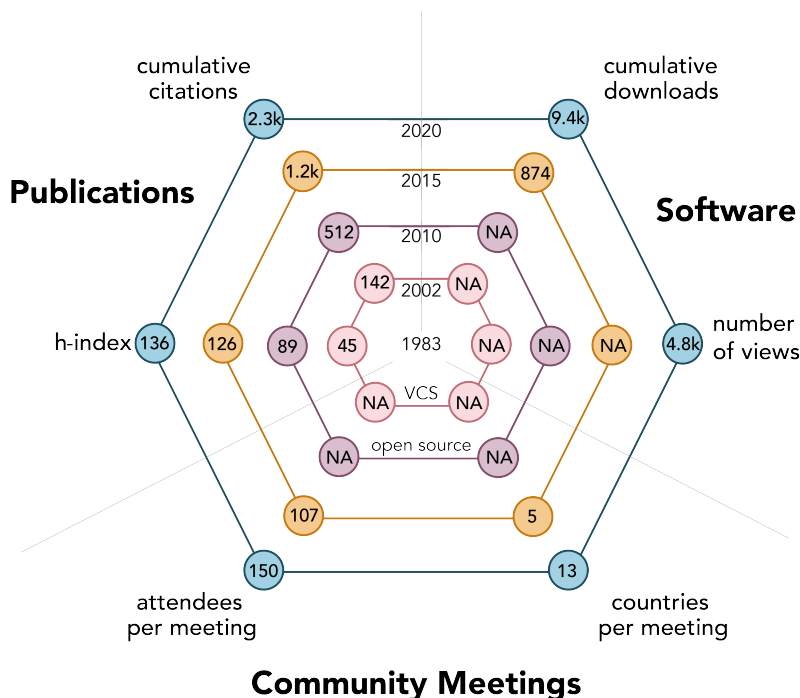 cumulative
citations
cumulative
downloads
2.3k
9.4k
2020
1.2k
874
2015
Publications
Software
512
NA
2010
142
NA
2002
h-index
136
126
89
45
1983
NA
NA
NA
4.8k
number
of views
NA
VCS
NA
NA
open source
NA
107
5
150
13
attendees
per meeting
countries
per meeting
Community Meetings